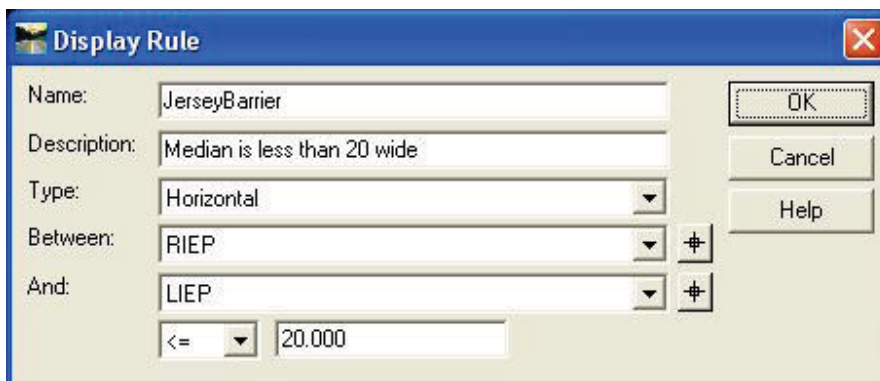 Display Rule
Name: JerseyBarrier OK
Description: Median is less than 20 wide Cancel
Type: Horizontal Help
Between: RIEP
And: LIEP
<= 20.000